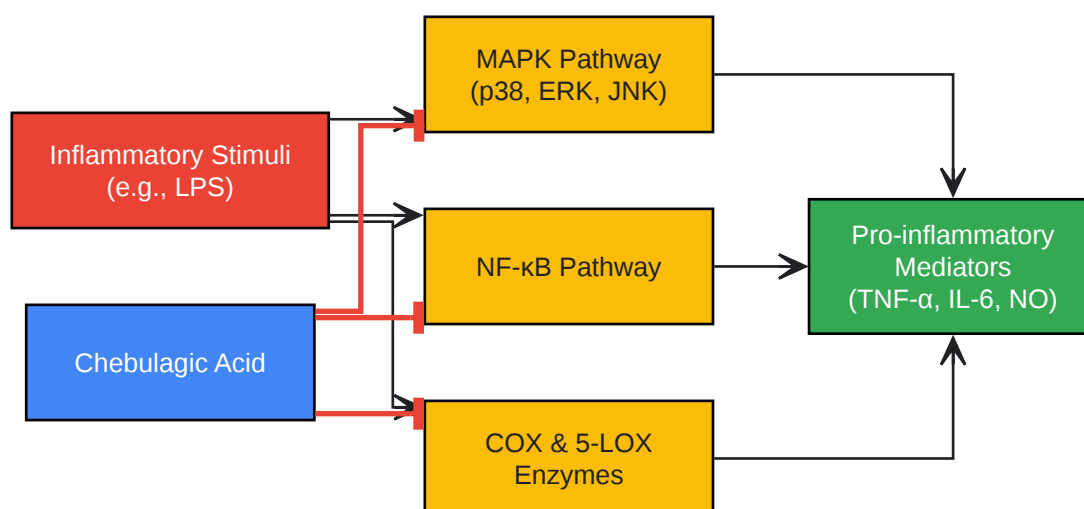 MAPK Pathway
(p38, ERK, JNK)
Inflammatory Stimuli
(e.g., LPS)
NF-κB Pathway
Pro-inflammatory
Mediators
(TNF-α, IL-6, NO)
Chebulagic Acid
COX & 5-LOX
Enzymes